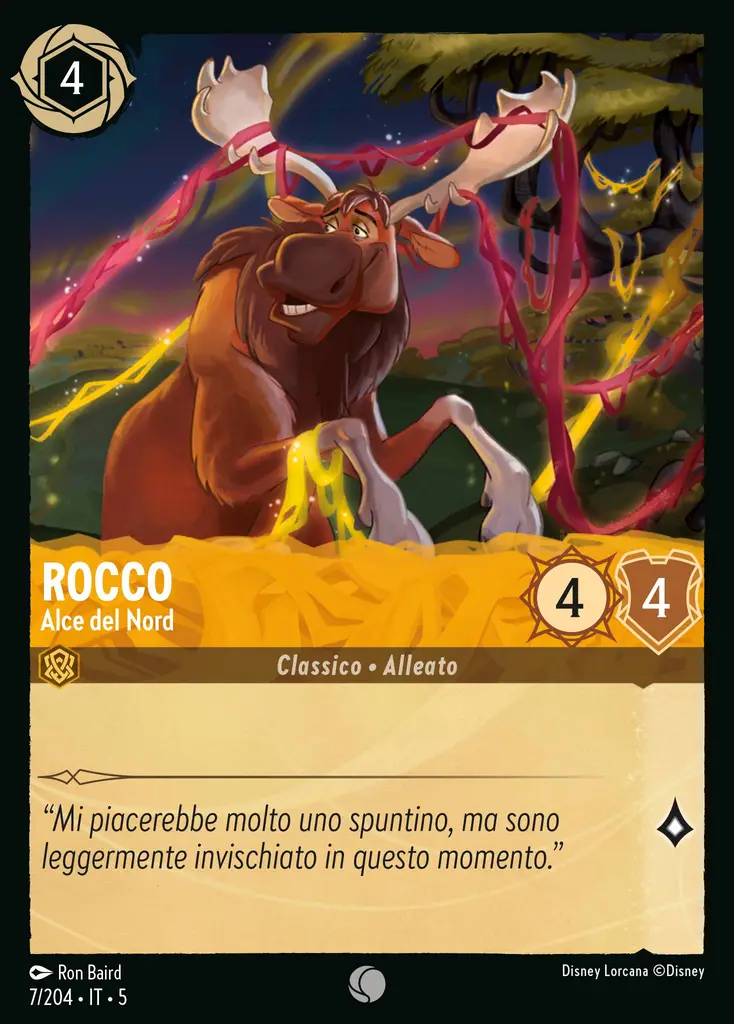 4
ROCCO
Alce del Nord
4
4
Classico • Alleato
“Mi piacerebbe molto uno spuntino, ma sono
leggermente invischiato in questo momento.”
Ron Baird
Disney Lorcana ©Disney
7/204 • IT • 5